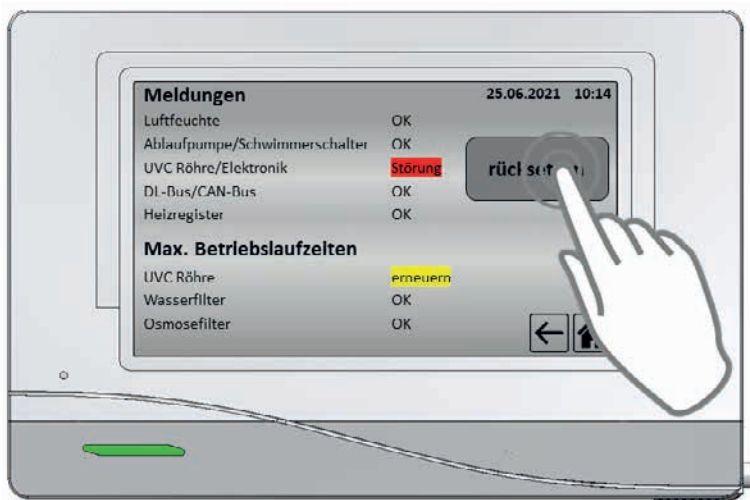 Meldungen 25.06.2021 10:14
Luftfeuchte OK
Ablaufpumpe/Schwimmerschalter OK
UVC Röhre/Elektronik Störung
DL-Bus/CAN-Bus OK
Heizregister OK
Max. Betriebslaufzeiten
UVC Röhre erneuern
Wasserfilter OK
Osmosefilter OK